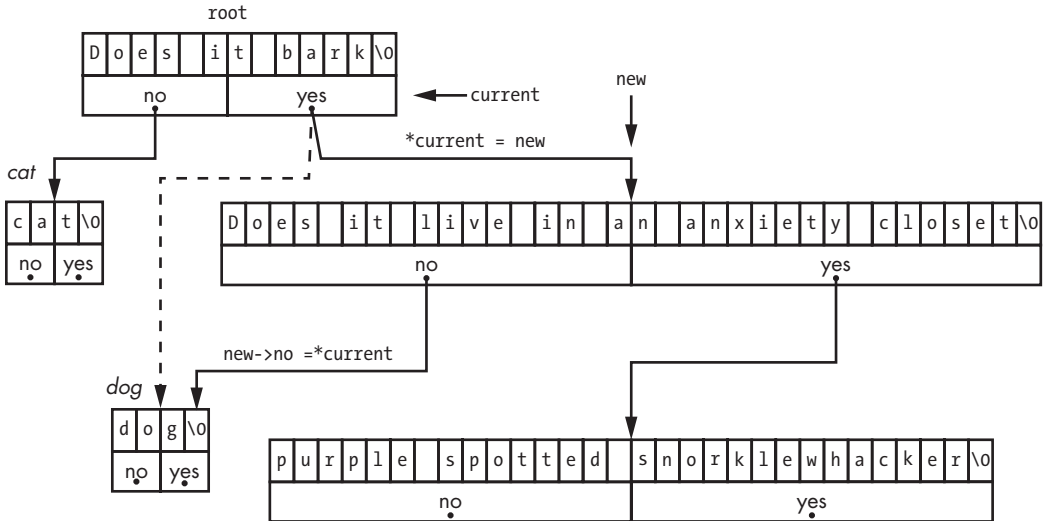 root
Does it bark\0
no yes
current
new
*current = new
cat
cat\0
no yes
Does it live in an anxiety closet\0
no yes
new->no =*current
dog
dog\0
no yes
purple spotted snorklewhacker\0
no yes